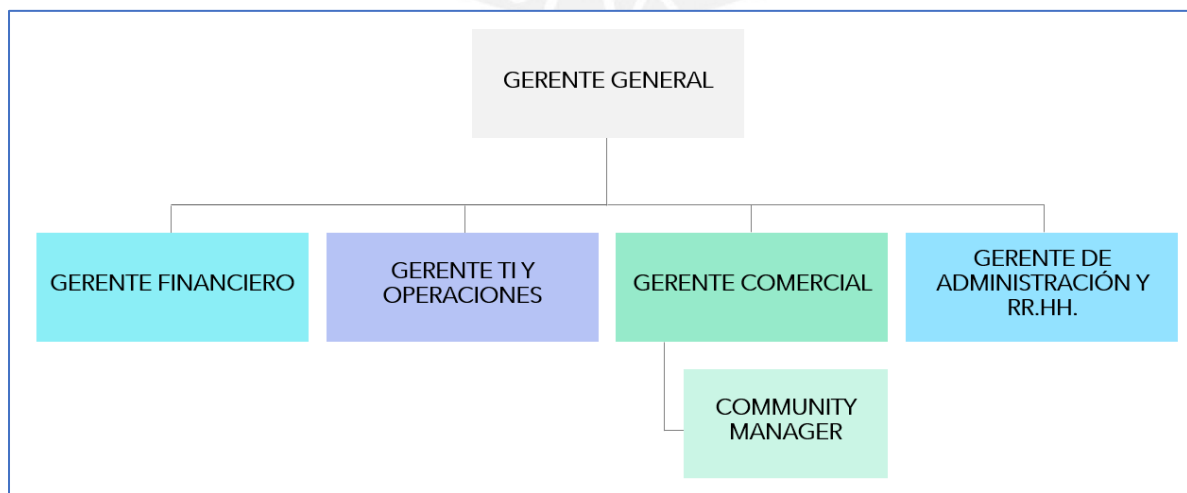 GERENTE GENERAL
GERENTE FINANCIERO
GERENTE TI Y
OPERACIONES
GERENTE COMERCIAL
GERENTE DE
ADMINISTRACIÓN Y
RR.HH.
COMMUNITY
MANAGER